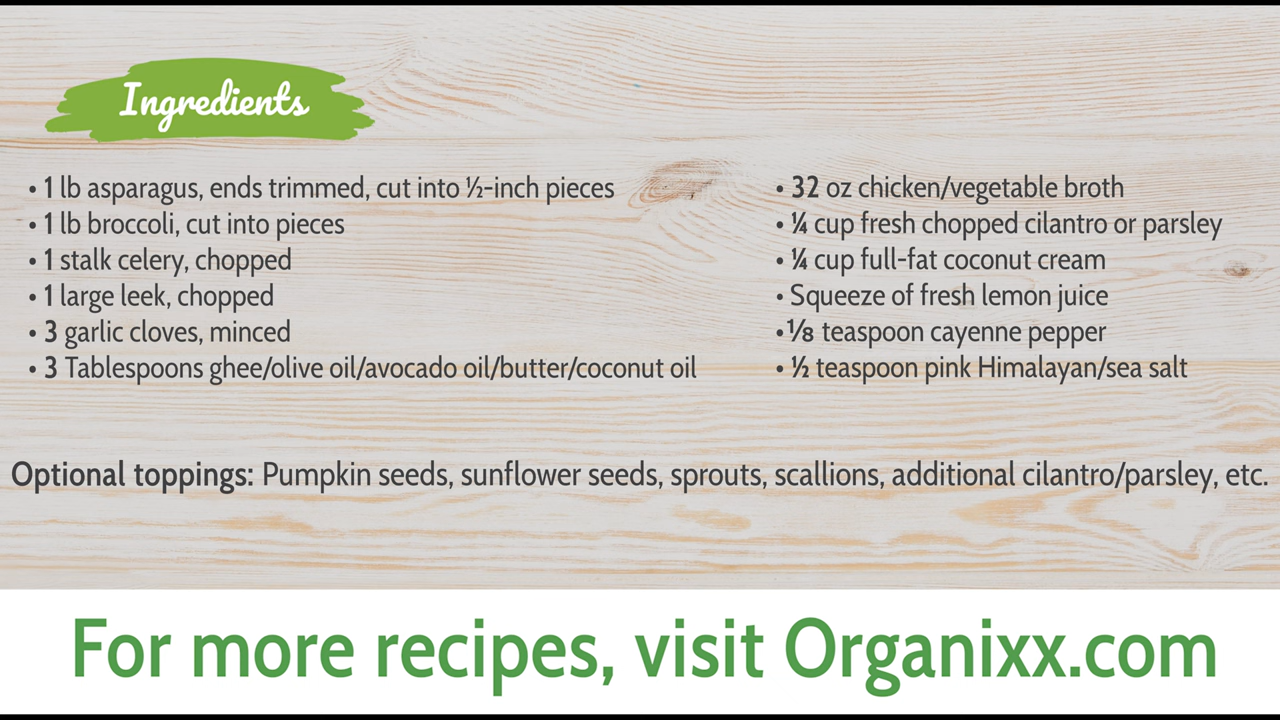 Ingredients
• 1 lb asparagus, ends trimmed, cut into ½-inch pieces
• 1 lb broccoli, cut into pieces
• 1 stalk celery, chopped
• 1 large leek, chopped
• 3 garlic cloves, minced
• 3 Tablespoons ghee/olive oil/avocado oil/butter/coconut oil
• 32 oz chicken/vegetable broth
• ¼ cup fresh chopped cilantro or parsley
• ¼ cup full-fat coconut cream
• Squeeze of fresh lemon juice
•⅛ teaspoon cayenne pepper
• ½ teaspoon pink Himalayan/sea salt
Optional toppings: Pumpkin seeds, sunflower seeds, sprouts, scallions, additional cilantro/parsley, etc.
For more recipes, visit Organixx.com